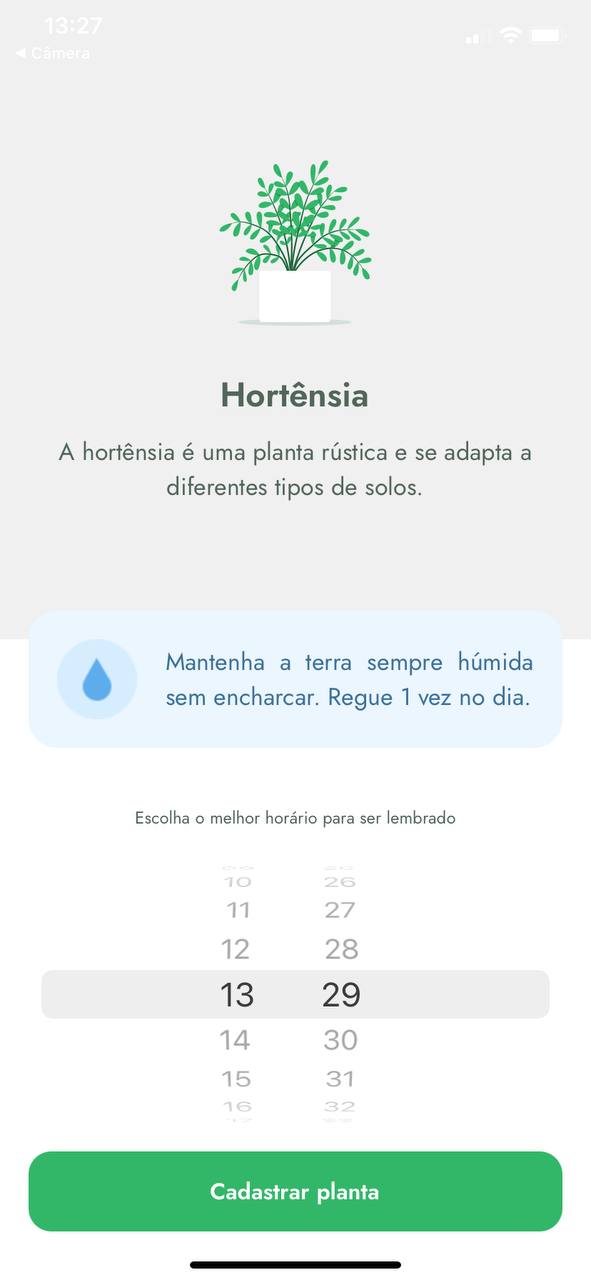 13:27
◀ Câmera
Hortênsia
A hortênsia é uma planta rústica e se adapta a
diferentes tipos de solos.
Mantenha a terra sempre húmida
sem encharcar. Regue 1 vez no dia.
Escolha o melhor horário para ser lembrado
10 26
11 27
12 28
13 29
14 30
15 31
16 32
Cadastrar planta